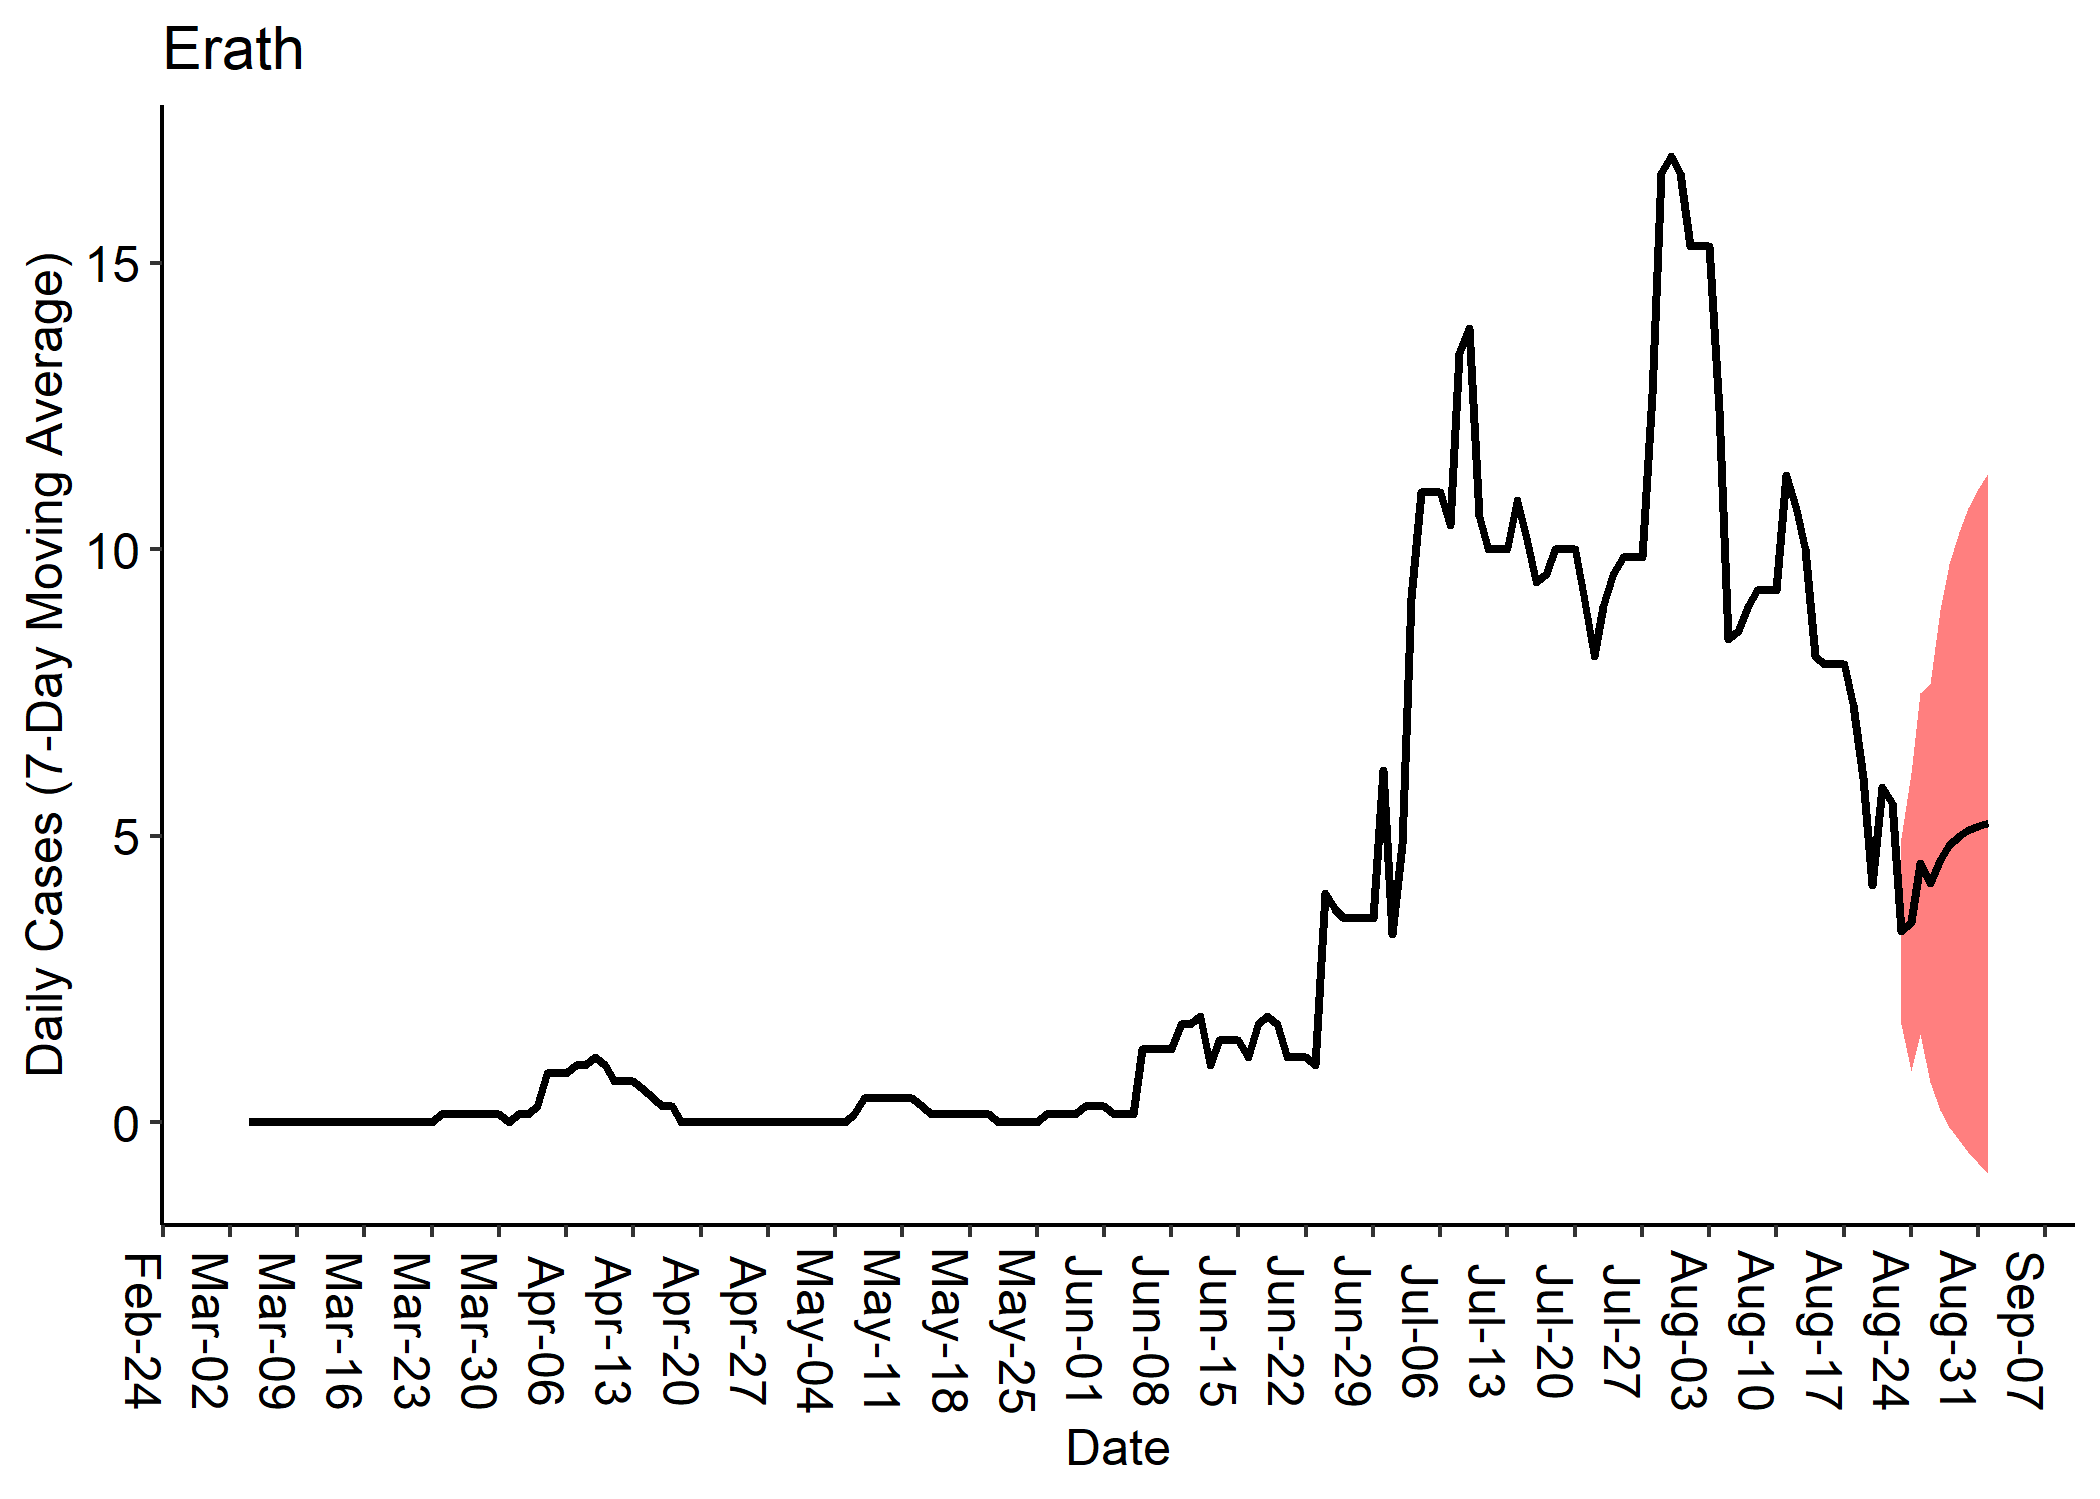 Erath
Daily Cases (7-Day Moving Average)
15
10
5
0
Feb-24
Mar-02
Mar-09
Mar-16
Mar-23
Mar-30
Apr-06
Apr-13
Apr-20
Apr-27
May-04
May-11
May-18
May-25
Jun-01
Jun-08
Jun-15
Jun-22
Jun-29
Jul-06
Jul-13
Jul-20
Jul-27
Aug-03
Aug-10
Aug-17
Aug-24
Aug-31
Sep-07
Date